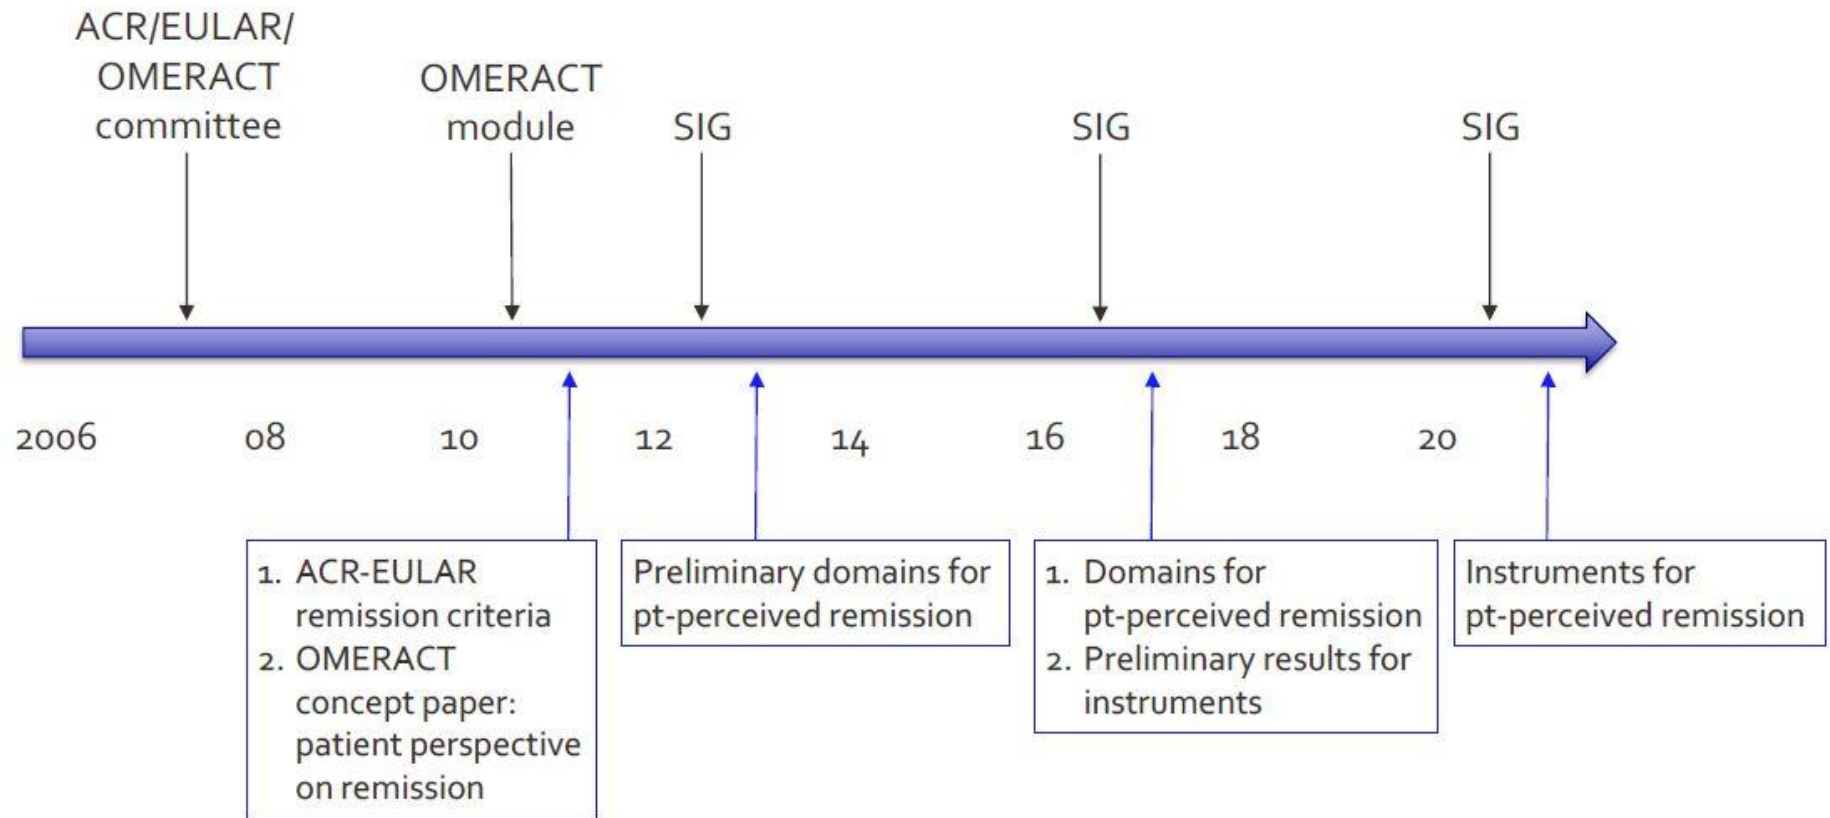 ACR/EULAR/
OMERACT
committee
OMERACT
module
SIG
SIG
SIG
2006
08
10
12
14
16
18
20
1. ACR-EULAR
remission criteria
2. OMERACT
concept paper:
patient perspective
on remission
Preliminary domains for
pt-perceived remission
1. Domains for
pt-perceived remission
2. Preliminary results for
instruments
Instruments for
pt-perceived remission